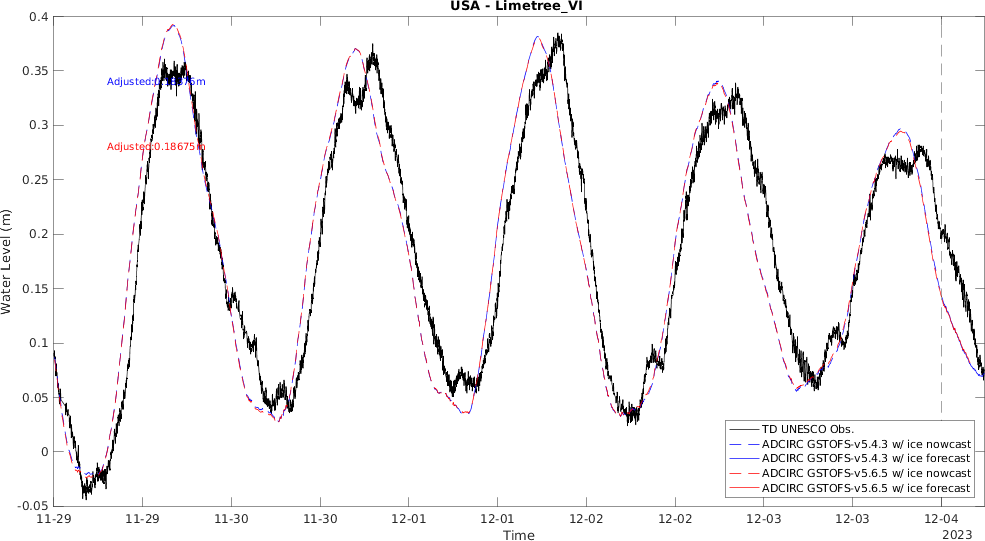 USA - Limetree_VI
0.4
0.35
0.3
0.25
0.2
0.15
0.1
0.05
0
-0.05
Water Level (m)
Adjusted:
Adjusted:0.18675m
TD UNESCO Obs.
ADCIRC GSTOFS-v5.4.3 w/ ice nowcast
ADCIRC GSTOFS-v5.4.3 w/ ice forecast
ADCIRC GSTOFS-v5.6.5 w/ ice nowcast
ADCIRC GSTOFS-v5.6.5 w/ ice forecast
11-29 11-29 11-30 11-30 12-01 12-01 12-02 12-02 12-03 12-03 12-04
Time
2023